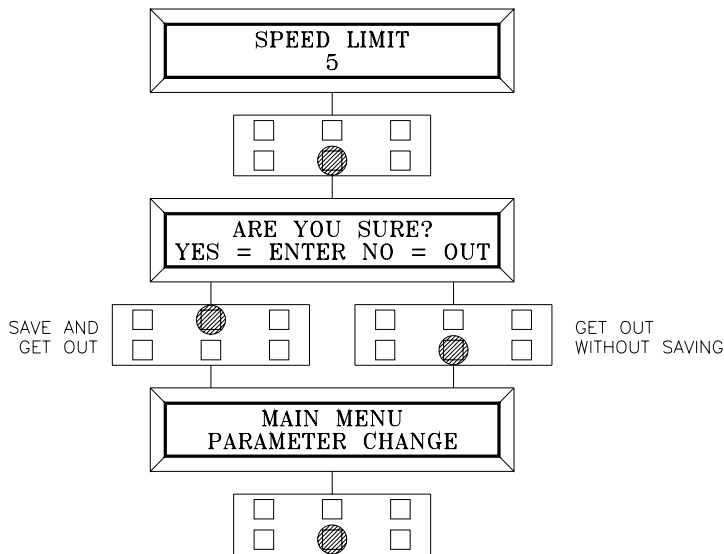 SPEED LIMIT
5
ARE YOU SURE?
YES = ENTER NO = OUT
SAVE AND
GET OUT
GET OUT
WITHOUT SAVING
MAIN MENU
PARAMETER CHANGE